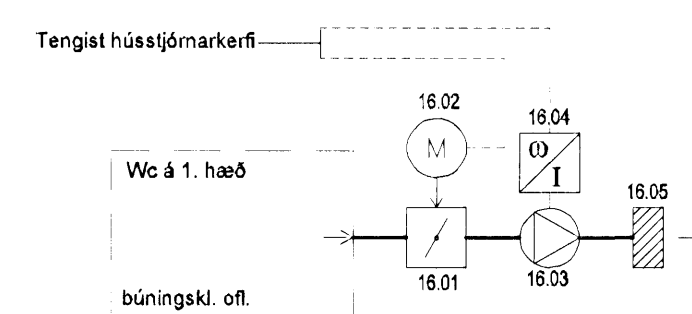 Tengist hússtjórnarkerfi
16.02
16.04
M
ω
I
Wc á 1. hæð
16.05
16.01
16.03
búningskl. ofl.